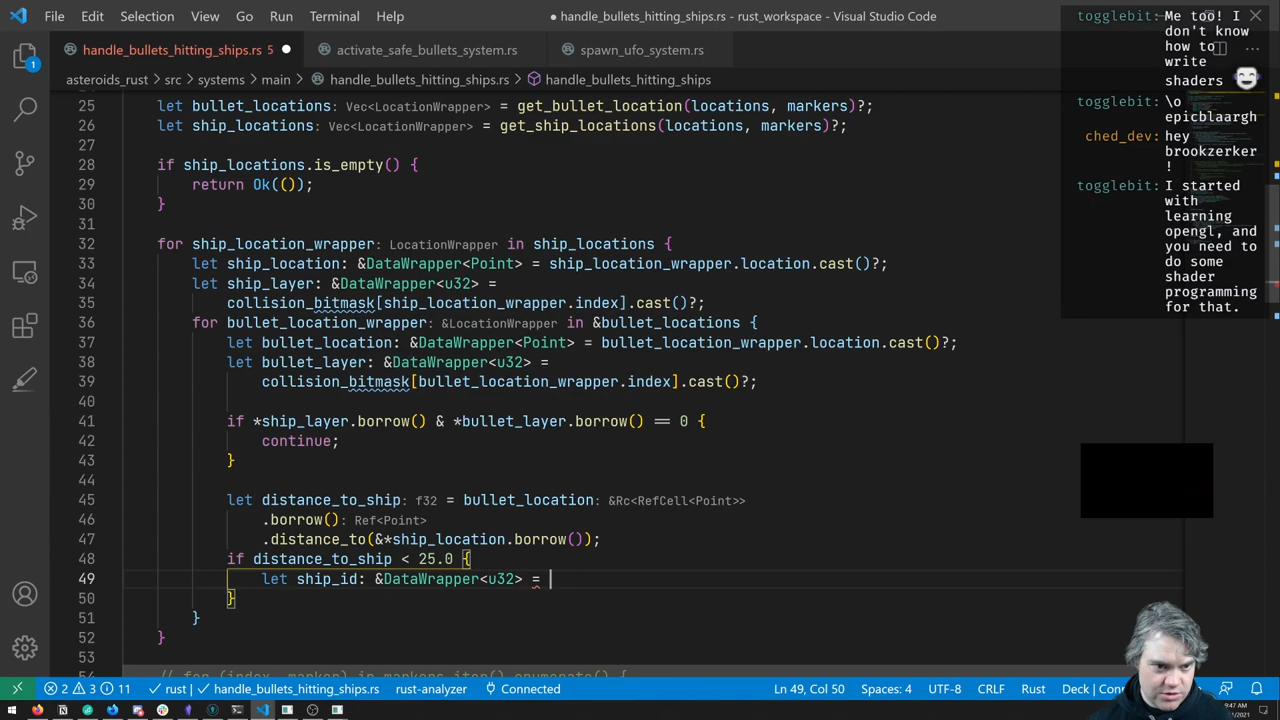 File Edit Selection View Go Run Terminal Help
● handle_bullets_hitting_ships.rs - rust_workspace - Visual Studio Code
handle_bullets_hitting_ships.rs 5 ●
activate_safe_bullets_system.rs
spawn_ufo_system.rs
asteroids_rust > src > systems > main > handle_bullets_hitting_ships.rs > handle_bullets_hitting_ships
25 let bullet_locations: Vec<LocationWrapper> = get_bullet_location(locations, markers)?;
26 let ship_locations: Vec<LocationWrapper> = get_ship_locations(locations, markers)?;
27
28 if ship_locations.is_empty() {
29 return Ok(());
30 }
31
32 for ship_location_wrapper: LocationWrapper in ship_locations {
33 let ship_location: &DataWrapper<Point> = ship_location_wrapper.location.cast()?;
34 let ship_layer: &DataWrapper<u32> =
35 collision_bitmask[ship_location_wrapper.index].cast()?;
36 for bullet_location_wrapper: &LocationWrapper in &bullet_locations {
37 let bullet_location: &DataWrapper<Point> = bullet_location_wrapper.location.cast()?;
38 let bullet_layer: &DataWrapper<u32> =
39 collision_bitmask[bullet_location_wrapper.index].cast()?;
40
41 if *ship_layer.borrow() & *bullet_layer.borrow() == 0 {
42 continue;
43 }
44
45 let distance_to_ship: f32 = bullet_location: &Rc<RefCell<Point>>
46 .borrow(): Ref<Point>
47 .distance_to(&*ship_location.borrow());
48 if distance_to_ship < 25.0 {
49 let ship_id: &DataWrapper<u32> =
50 }
51 }
52 }
53
togglebit: Me too! I
don't know
how to
write
shaders
togglebit: \o
epicblaargh
ched_dev: hey
brookzerker
!
togglebit: I started
with
learning
opengl, and
you need to
do some
shader
programming
for that.
1
2 3 11 rust | handle_bullets_hitting_ships.rs rust-analyzer Connected
Ln 49, Col 50 Spaces: 4 UTF-8 CRLF Rust